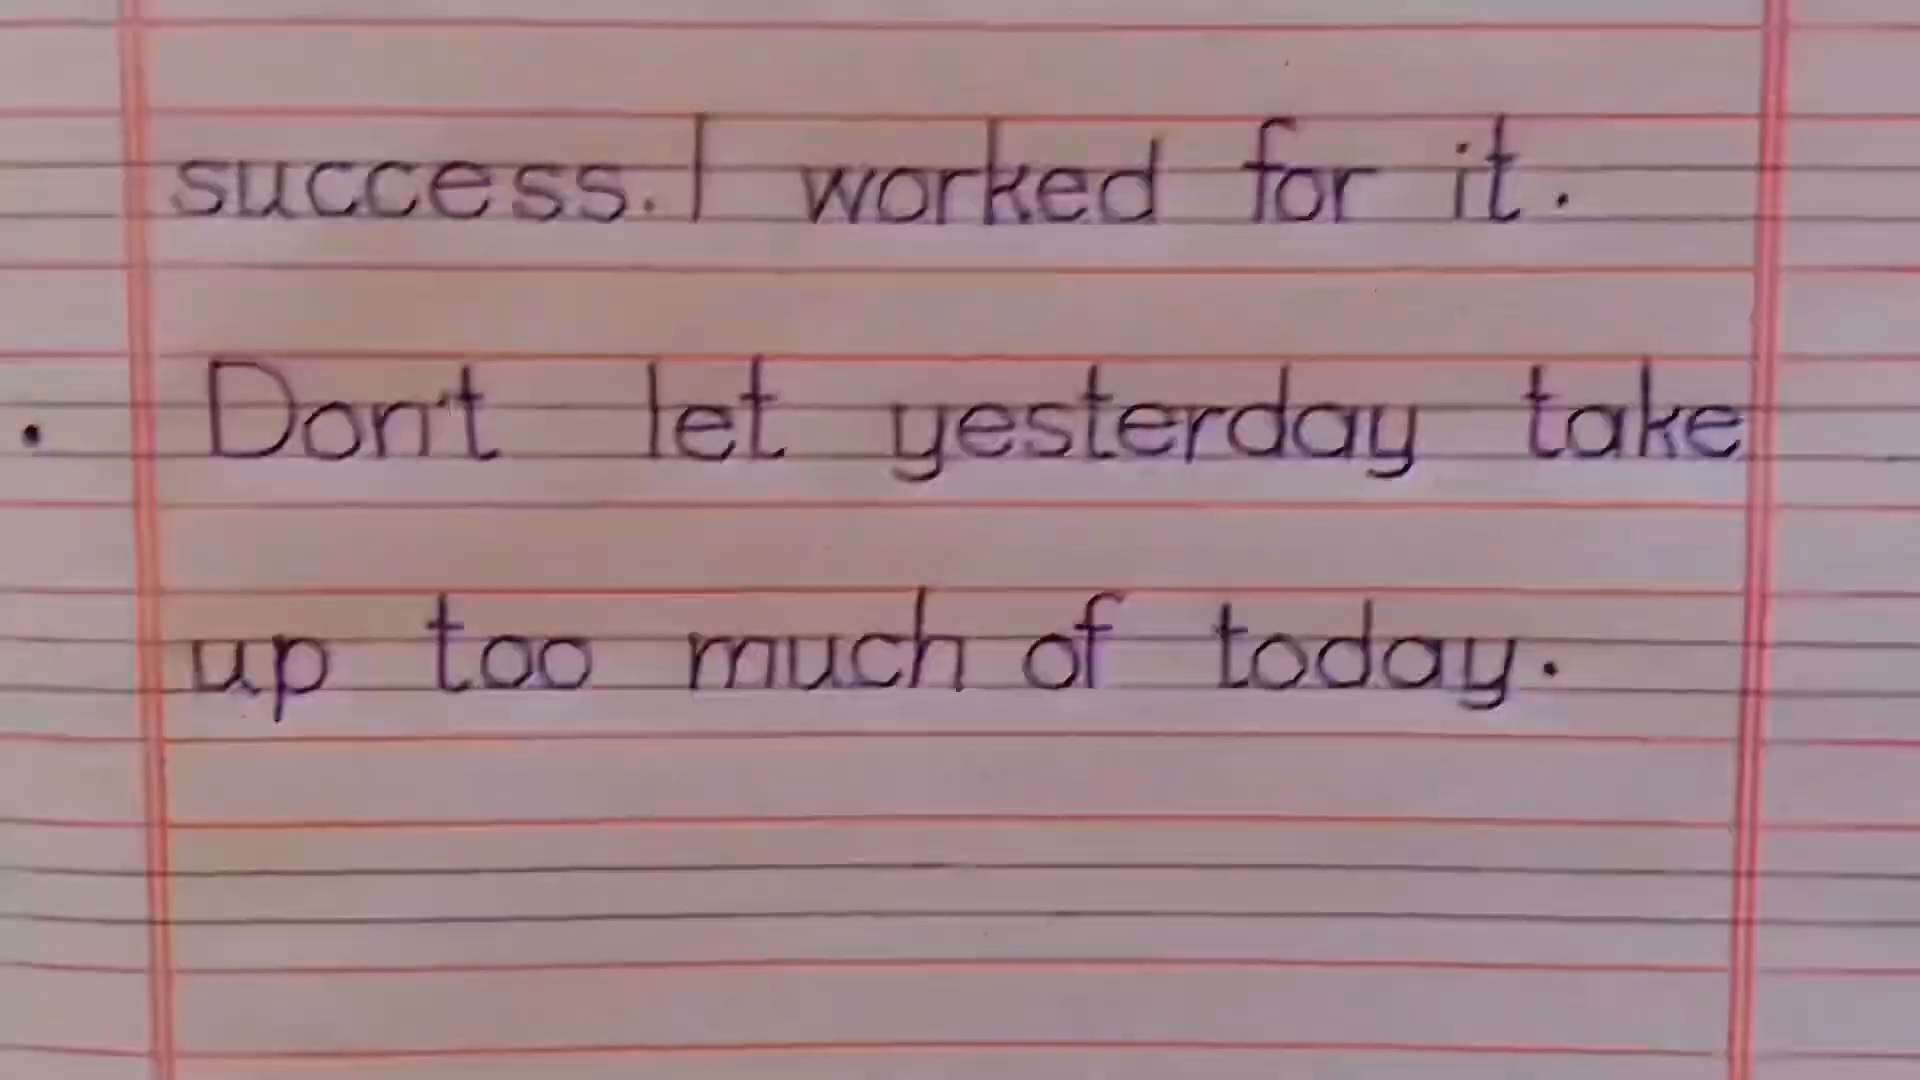 success. I worked for it.
• Don't let yesterday take
up too much of today.